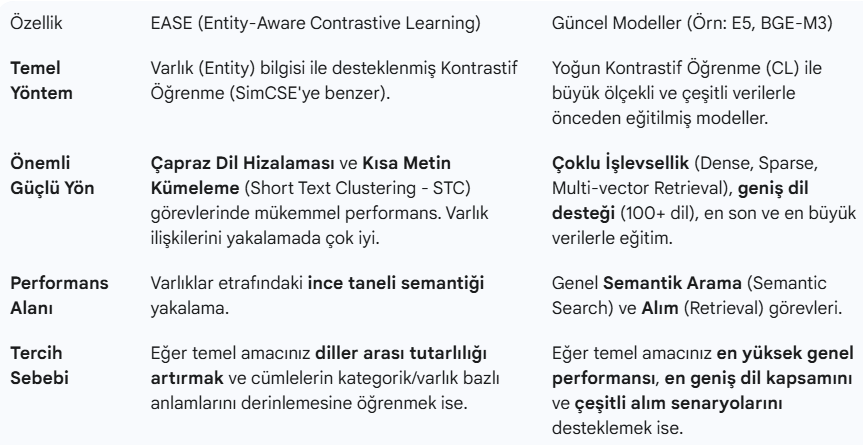 Özellik
EASE (Entity-Aware Contrastive Learning)
Güncel Modeller (Örn: E5, BGE-M3)
Temel
Yöntem
Varlık (Entity) bilgisi ile desteklenmiş Kontrastif
Öğrenme (SimCSE'ye benzer).
Yoğun Kontrastif Öğrenme (CL) ile
büyük ölçekli ve çeşitli verilerle
önceden eğitilmiş modeller.
Önemli
Güçlü Yön
Çapraz Dil Hizalaması ve Kısa Metin
Kümeleme (Short Text Clustering - STC)
görevlerinde mükemmel performans. Varlık
ilişkilerini yakalamada çok iyi.
Çoklu İşlevsellik (Dense, Sparse,
Multi-vector Retrieval), geniş dil
desteği (100+ dil), en son ve en büyük
verilerle eğitim.
Performans
Alanı
Varlıklar etrafındaki ince taneli semantiği
yakalama.
Genel Semantik Arama (Semantic
Search) ve Alım (Retrieval) görevleri.
Tercih
Sebebi
Eğer temel amacınız diller arası tutarlılığı
artırmak ve cümlelerin kategorik/varlık bazlı
anlamlarını derinlemesine öğrenmek ise.
Eğer temel amacınız en yüksek genel
performansı, en geniş dil kapsamını
ve çeşitli alım senaryolarını
desteklemek ise.